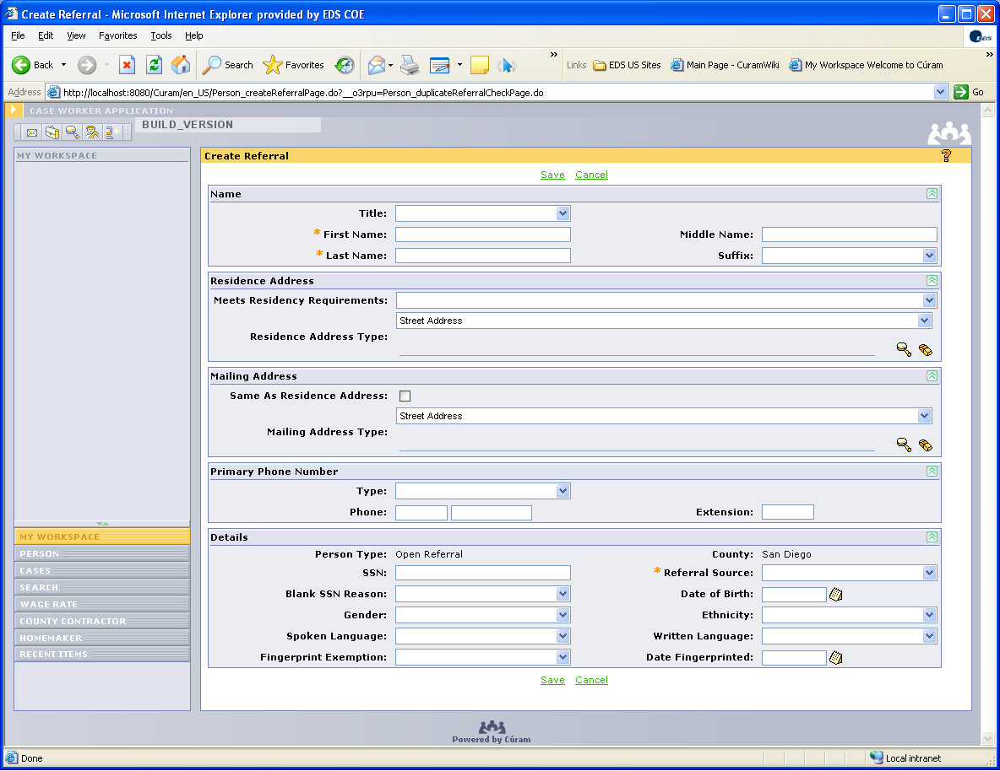 Create Referral - Microsoft Internet Explorer provided by EDS COE
File Edit View Favorites Tools Help
EDS
Back Search Favorites » Links EDS US Sites Main Page - CuramWiki My Workspace Welcome to Cúram »
Address http://localhost:8080/Curam/en_US/Person_createReferralPage.do?__o3rpu=Person_duplicateReferralCheckPage.do Go
CASE WORKER APPLICATION
BUILD_VERSION
MY WORKSPACE
Create Referral ?
Save Cancel
Name
Title:
* First Name: Middle Name:
* Last Name: Suffix:
Residence Address
Meets Residency Requirements:
Street Address
Residence Address Type:
Mailing Address
Same As Residence Address:
Street Address
Mailing Address Type:
Primary Phone Number
Type:
Phone: Extension:
Details
Person Type: Open Referral County: San Diego
SSN: * Referral Source:
Blank SSN Reason: Date of Birth:
Gender: Ethnicity:
Spoken Language: Written Language:
Fingerprint Exemption: Date Fingerprinted:
Save Cancel
MY WORKSPACE
PERSON
CASES
SEARCH
WAGE RATE
COUNTY CONTRACTOR
HOMEMAKER
RECENT ITEMS
Powered by Cúram
Done Local intranet